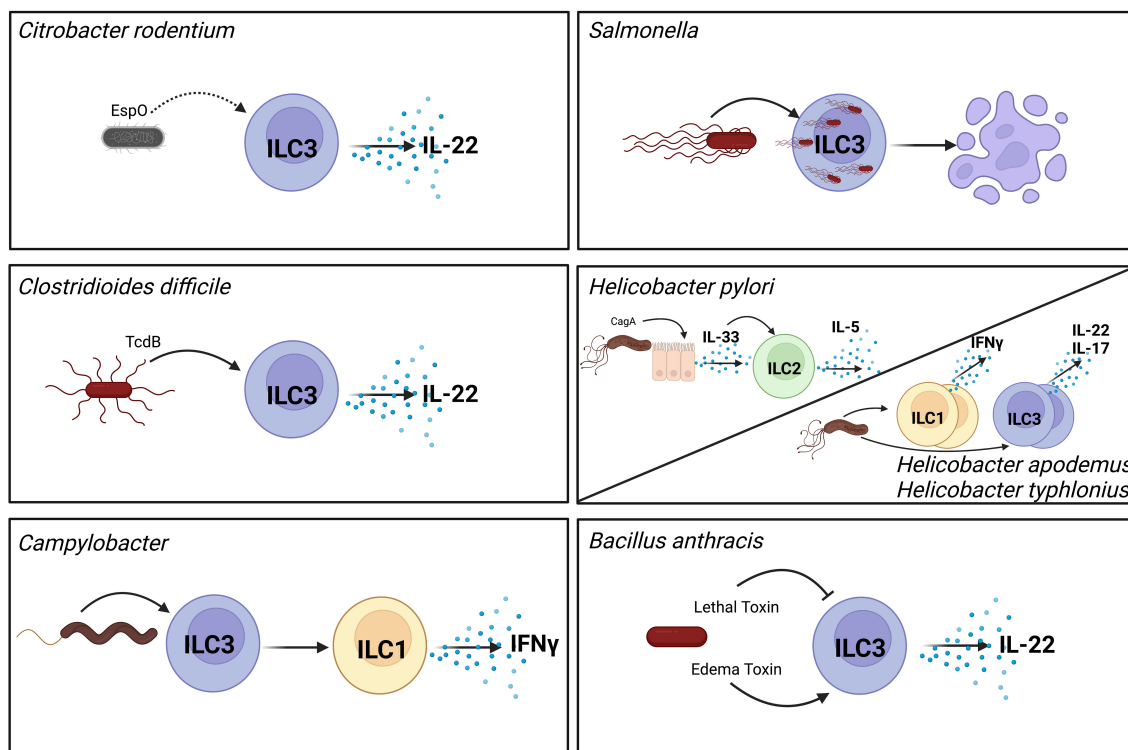 Citrobacter rodentium
EspO
ILC3
IL-22
Salmonella
ILC3
Clostridioides difficile
TcdB
ILC3
IL-22
Helicobacter pylori
CagA
IL-33
ILC2
IL-5
IFNγ
IL-22
IL-17
ILC1
ILC3
Helicobacter apodemus
Helicobacter typhlonius
Campylobacter
ILC3
ILC1
IFNγ
Bacillus anthracis
Lethal Toxin
Edema Toxin
ILC3
IL-22